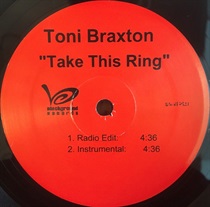 Toni Braxton
"Take This Ring"
1. Radio Edit: 4:36
2. Instrumental: 4:36